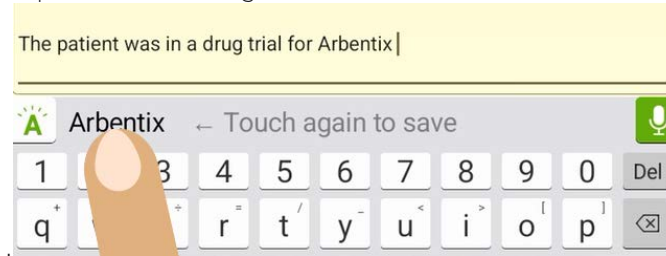 The patient was in a drug trial for Arbentix
A Arbentix ← Touch again to save
1 3 4 5 6 7 8 9 0 Del
+ ÷ = / - < > [ ]
q r t y u i o p